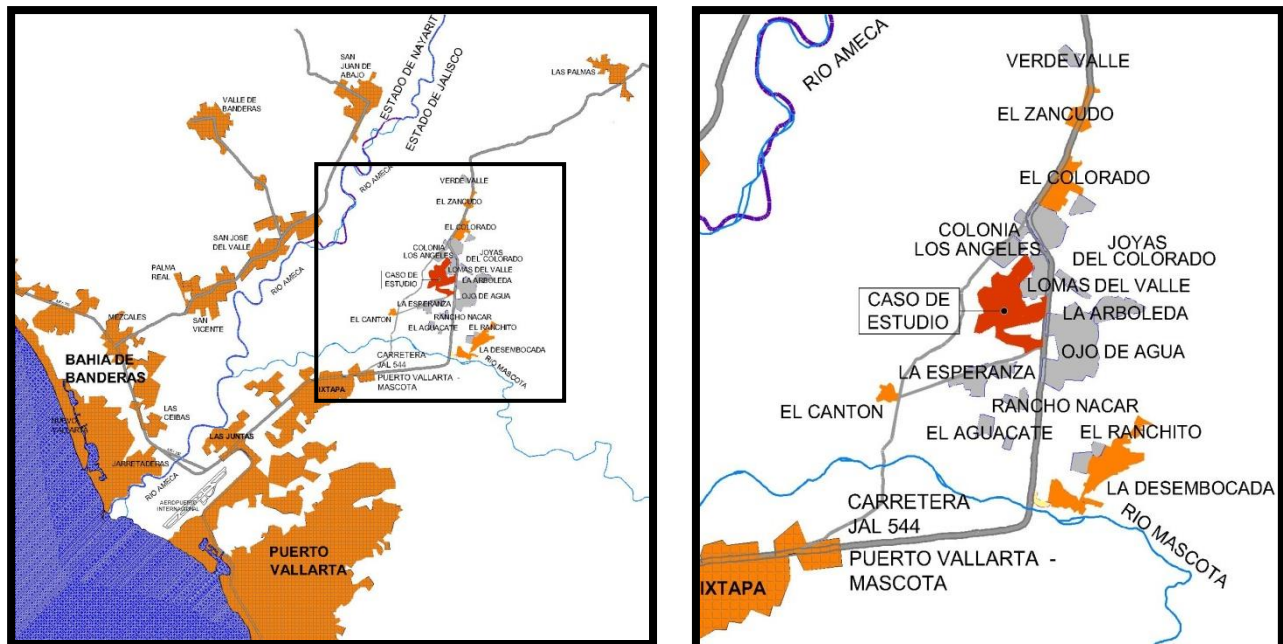 SAN
JUAN DE
ABAJO
LAS PALMAS
VALLE DE
BANDERAS
ESTADO DE NAYARIT
ESTADO DE JALISCO
RIO AMECA
VERDE VALLE
EL ZANCUDO
EL COLORADO
SAN JOSE
DEL VALLE
COLONIA
LOS ANGELES
JOYAS
DEL COLORADO
LOMAS DEL VALLE
CASO DE
ESTUDIO
LA ARBOLEDA
PALMA
REAL
RIO AMECA
OJO DE AGUA
LA ESPERANZA
MEZCALES
SAN
VICENTE
EL CANTON
RANCHO NACAR
EL AGUACATE
EL RANCHITO
BAHIA DE
BANDERAS
CARRETERA
JAL 544
LA DESEMBOCADA
RIO MASCOTA
PUERTO VALLARTA -
MASCOTA
IXTAPA
LAS
CEIBAS
NUEVO
VALLARTA
LAS JUNTAS
JARRETADERAS
RIO AMECA
AEROPUERTO
INTERNACIONAL
PUERTO
VALLARTA
RIO AMECA
VERDE VALLE
EL ZANCUDO
EL COLORADO
COLONIA
LOS ANGELES
JOYAS
DEL COLORADO
LOMAS DEL VALLE
CASO DE
ESTUDIO
LA ARBOLEDA
OJO DE AGUA
LA ESPERANZA
EL CANTON
RANCHO NACAR
EL AGUACATE
EL RANCHITO
LA DESEMBOCADA
CARRETERA
JAL 544
RIO MASCOTA
PUERTO VALLARTA -
MASCOTA
IXTAPA